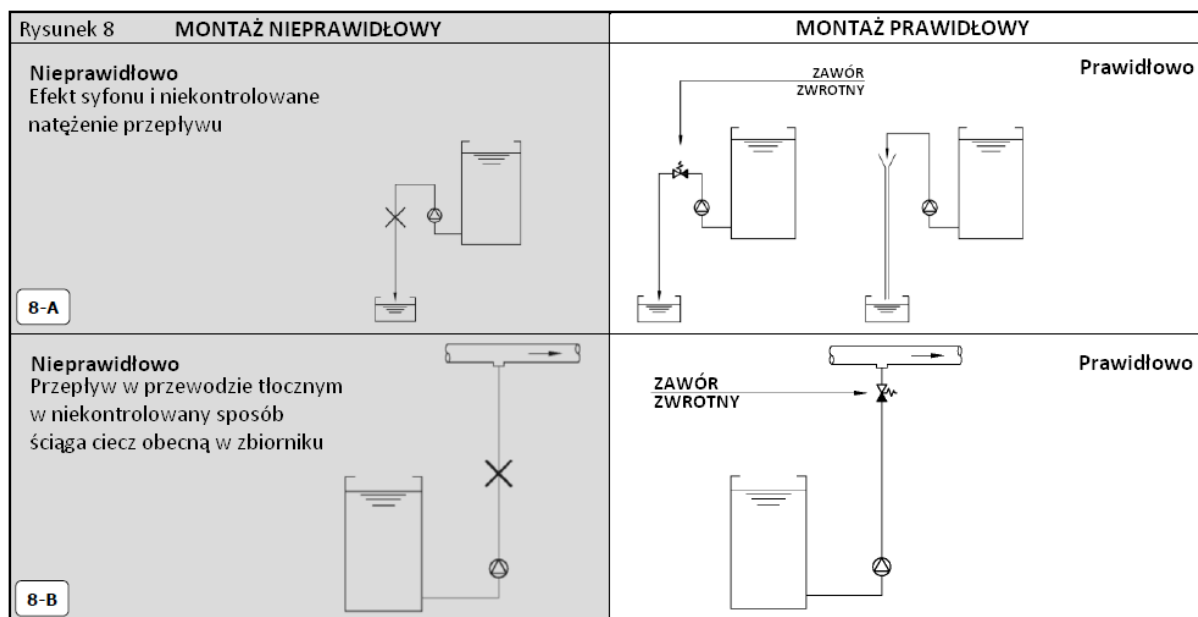 Rysunek 8 MONTAŻ NIEPRAWIDŁOWY
MONTAŻ PRAWIDŁOWY
Nieprawidłowo
Efekt syfonu i niekontrolowane
natężenie przepływu
8-A
ZAWÓR
ZWROTNY
Prawidłowo
Nieprawidłowo
Przepływ w przewodzie tłocznym
w niekontrolowany sposób
ściąga ciecz obecną w zbiorniku
8-B
ZAWÓR
ZWROTNY
Prawidłowo